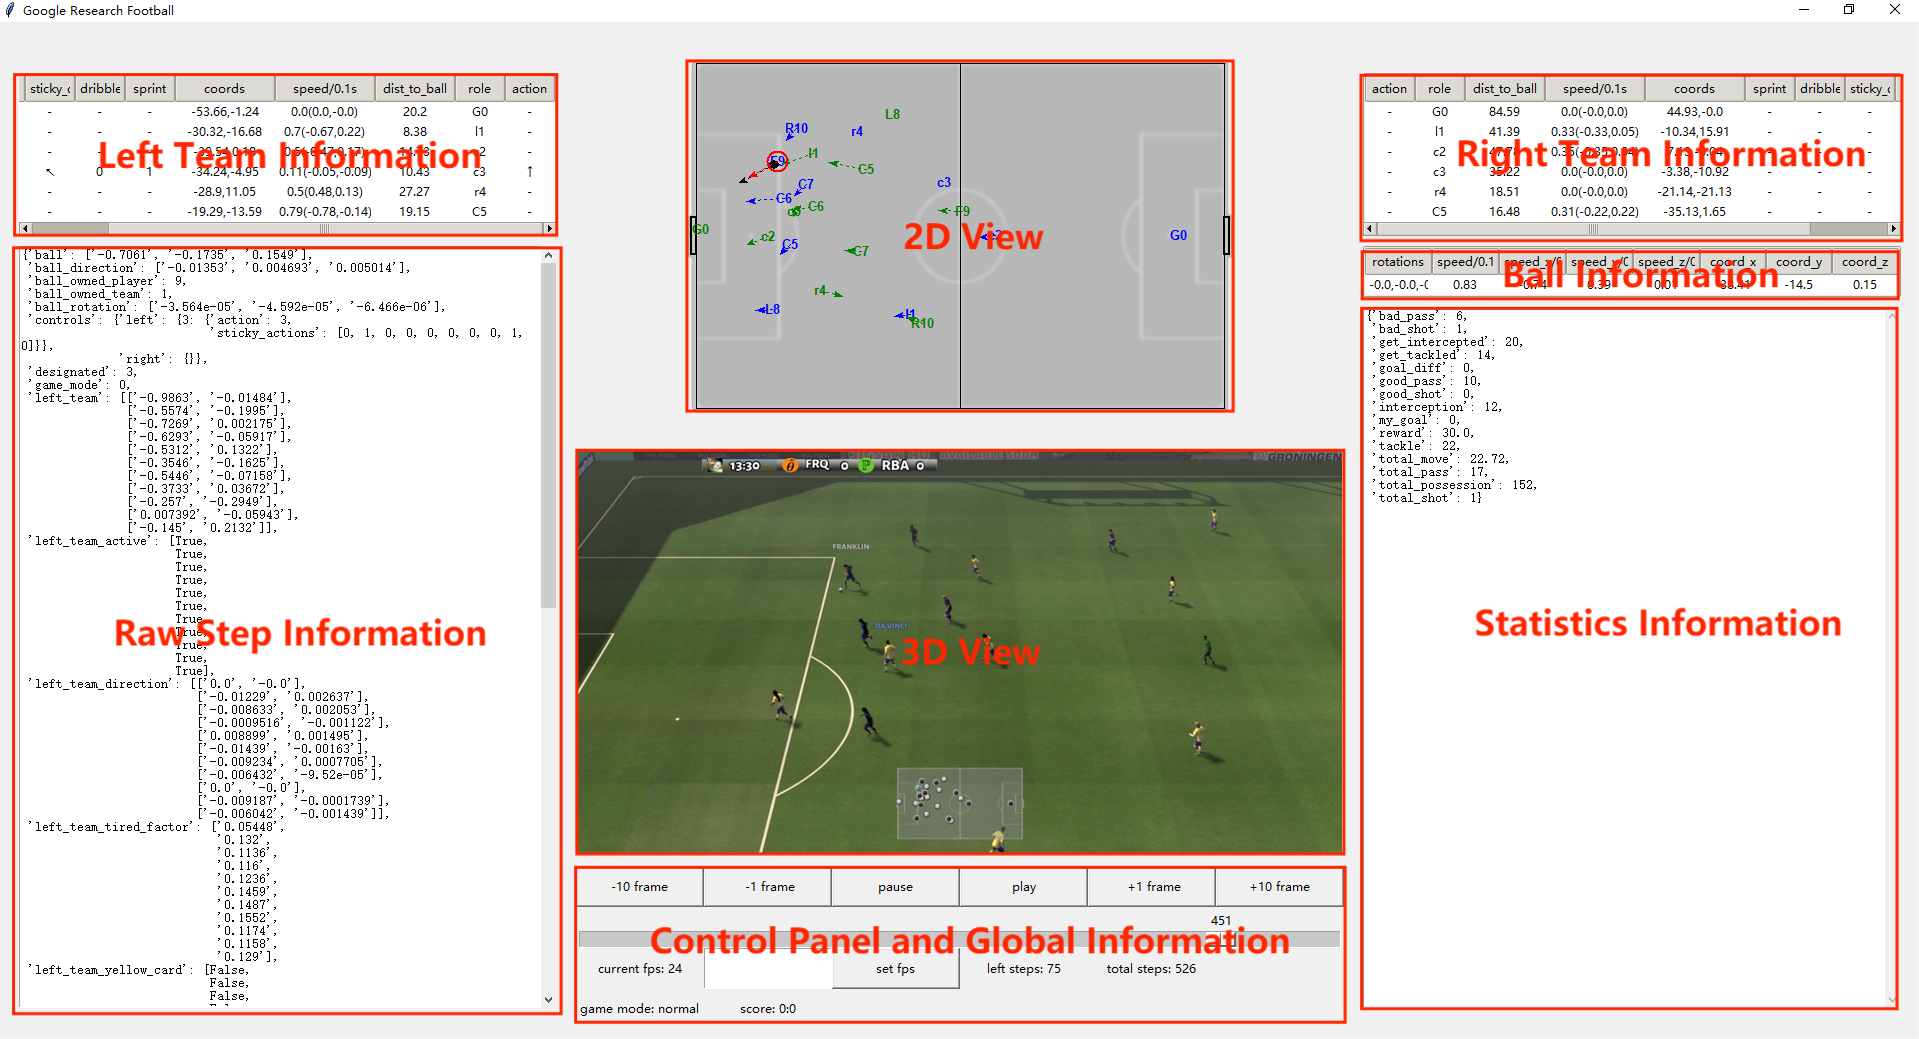 Google Research Football
sticky_c dribble sprint coords speed/0.1s dist_to_ball role action
- - - -53.66,-1.24 0.0(0.0,-0.0) 20.2 G0 -
- - - -30.32,-16.68 0.7(-0.67,0.22) 8.38 l1 -
Left Team Information
↖ 0 1 -34.24,-4.95 0.11(-0.05,-0.09) 10.43 c3 ↑
- - - -28.9,11.05 0.5(0.48,0.13) 27.27 r4 -
- - - -19.29,-13.59 0.79(-0.78,-0.14) 19.15 C5 -
{'ball': ['-0.7061', '-0.1735', '0.1549'],
'ball_direction': ['-0.01353', '0.004693', '0.005014'],
'ball_owned_player': 9,
'ball_owned_team': 1,
'ball_rotation': ['-3.564e-05', '-4.592e-05', '-6.466e-06'],
'controls': {'left': {3: {'action': 3,
'sticky_actions': [0, 1, 0, 0, 0, 0, 0, 0, 1,
0]}},
'right': {}},
'designated': 3,
'game_mode': 0,
'left_team': [['-0.9863', '-0.01484'],
['-0.5574', '-0.1995'],
['-0.7269', '0.002175'],
['-0.6293', '-0.05917'],
['-0.5312', '0.1322'],
['-0.3546', '-0.1625'],
['-0.5446', '-0.07158'],
['-0.3733', '0.03672'],
['-0.257', '-0.2949'],
['0.007392', '-0.05943'],
['-0.145', '0.2132']],
'left_team_active': [True,
True,
True,
True,
True,
True,
True,
Raw Step Information
True,
True,
True],
'left_team_direction': [['0.0', '-0.0'],
['-0.01229', '0.002637'],
['-0.008633', '0.002053'],
['-0.0009516', '-0.001122'],
['0.008899', '0.001495'],
['-0.01439', '-0.00163'],
['-0.009234', '0.0007705'],
['-0.006432', '-9.52e-05'],
['0.0', '-0.0'],
['-0.009187', '-0.0001739'],
['-0.006042', '-0.001439']],
'left_team_tired_factor': ['0.05448',
'0.132',
'0.1136',
'0.116',
'0.1236',
'0.1459',
'0.1487',
'0.1552',
'0.1174',
'0.1158',
'0.129'],
'left_team_yellow_card': [False,
False,
False,
L8
R10 r4
F9 l1
C5
C7 c3
C6 C6 F9
G0 c2 C5 2D View G0
C7
r4
L8 l1
R10
13:30 FRQ 0 RBA 0
GRONINGEN
FRANKLIN
DA VINCI
3D View
-10 frame -1 frame pause play +1 frame +10 frame
451
Control Panel and Global Information
current fps: 24 set fps left steps: 75 total steps: 526
game mode: normal score: 0:0
action role dist_to_ball speed/0.1s coords sprint dribble sticky_c
- G0 84.59 0.0(-0.0,0.0) 44.93,-0.0 - - -
- l1 41.39 0.33(-0.33,0.05) -10.34,15.91 - - -
- c2
Right Team Information
- c3 35.22 0.0(-0.0,0.0) -3.38,-10.92 - - -
- r4 18.51 0.0(-0.0,0.0) -21.14,-21.13 - - -
- C5 16.48 0.31(-0.22,0.22) -35.13,1.65 - - -
rotations speed/0.1 speed_x/0 speed_y/0 speed_z/0 coord_x coord_y coord_z
Ball Information
-0.0,-0.0,-0 0.83 -14.5 0.15
{'bad_pass': 6,
'bad_shot': 1,
'get_intercepted': 20,
'get_tackled': 14,
'goal_diff': 0,
'good_pass': 10,
'good_shot': 0,
'interception': 12,
'my_goal': 0,
'reward': 30.0,
'tackle': 22,
'total_move': 22.72,
'total_pass': 17,
'total_possession': 152,
'total_shot': 1}
Statistics Information